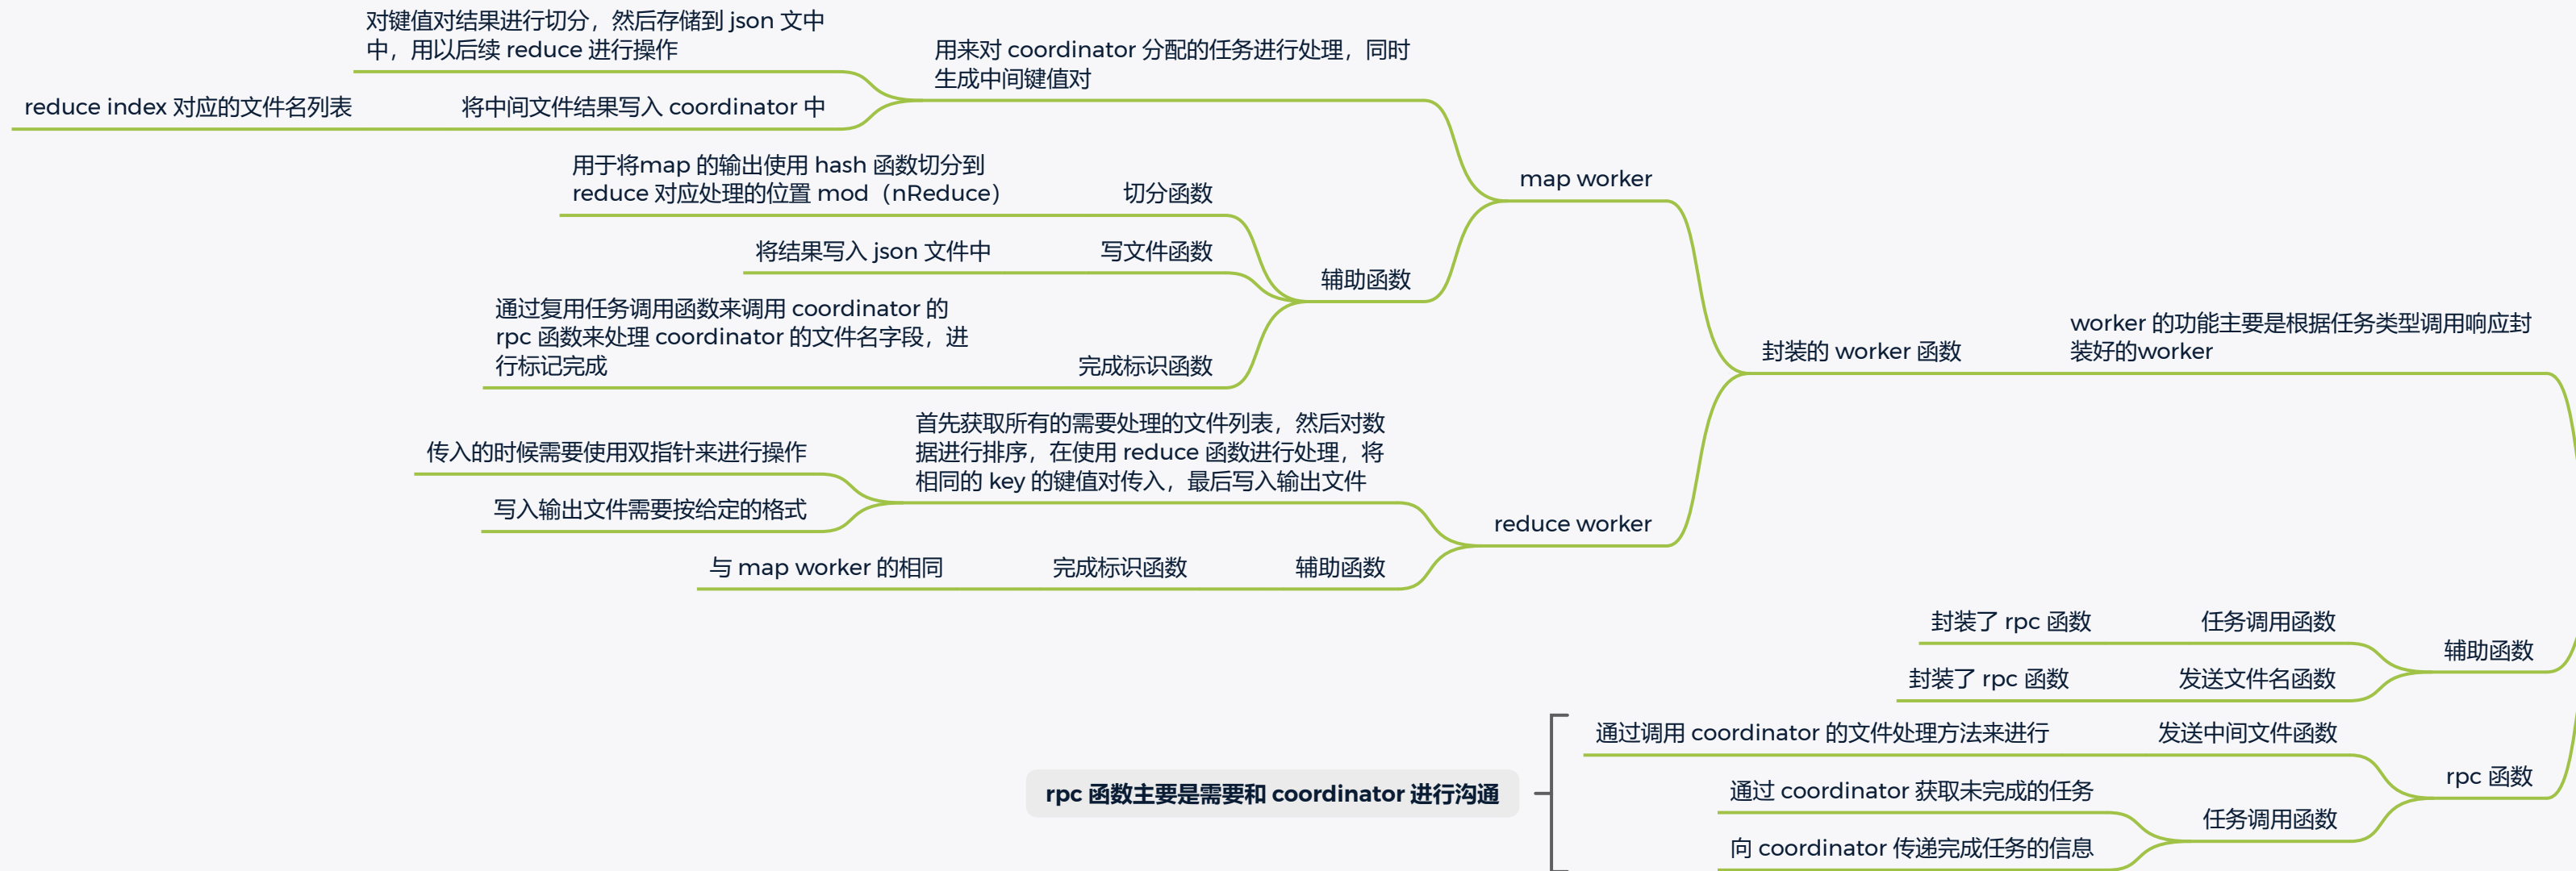 对键值对结果进行切分，然后存储到 json 文中
中，用以后续 reduce 进行操作
用来对 coordinator 分配的任务进行处理，同时
生成中间键值对
reduce index 对应的文件名列表
将中间文件结果写入 coordinator 中
用于将map 的输出使用 hash 函数切分到
reduce 对应处理的位置 mod（nReduce）
切分函数
map worker
将结果写入 json 文件中
写文件函数
辅助函数
通过复用任务调用函数来调用 coordinator 的
rpc 函数来处理 coordinator 的文件名字段，进
行标记完成
完成标识函数
封装的 worker 函数
worker 的功能主要是根据任务类型调用响应封
装好的worker
传入的时候需要使用双指针来进行操作
首先获取所有的需要处理的文件列表，然后对数
据进行排序，在使用 reduce 函数进行处理，将
相同的 key 的键值对传入，最后写入输出文件
写入输出文件需要按给定的格式
reduce worker
与 map worker 的相同
完成标识函数
辅助函数
封装了 rpc 函数
任务调用函数
辅助函数
封装了 rpc 函数
发送文件名函数
通过调用 coordinator 的文件处理方法来进行
发送中间文件函数
rpc 函数主要是需要和 coordinator 进行沟通
rpc 函数
通过 coordinator 获取未完成的任务
任务调用函数
向 coordinator 传递完成任务的信息